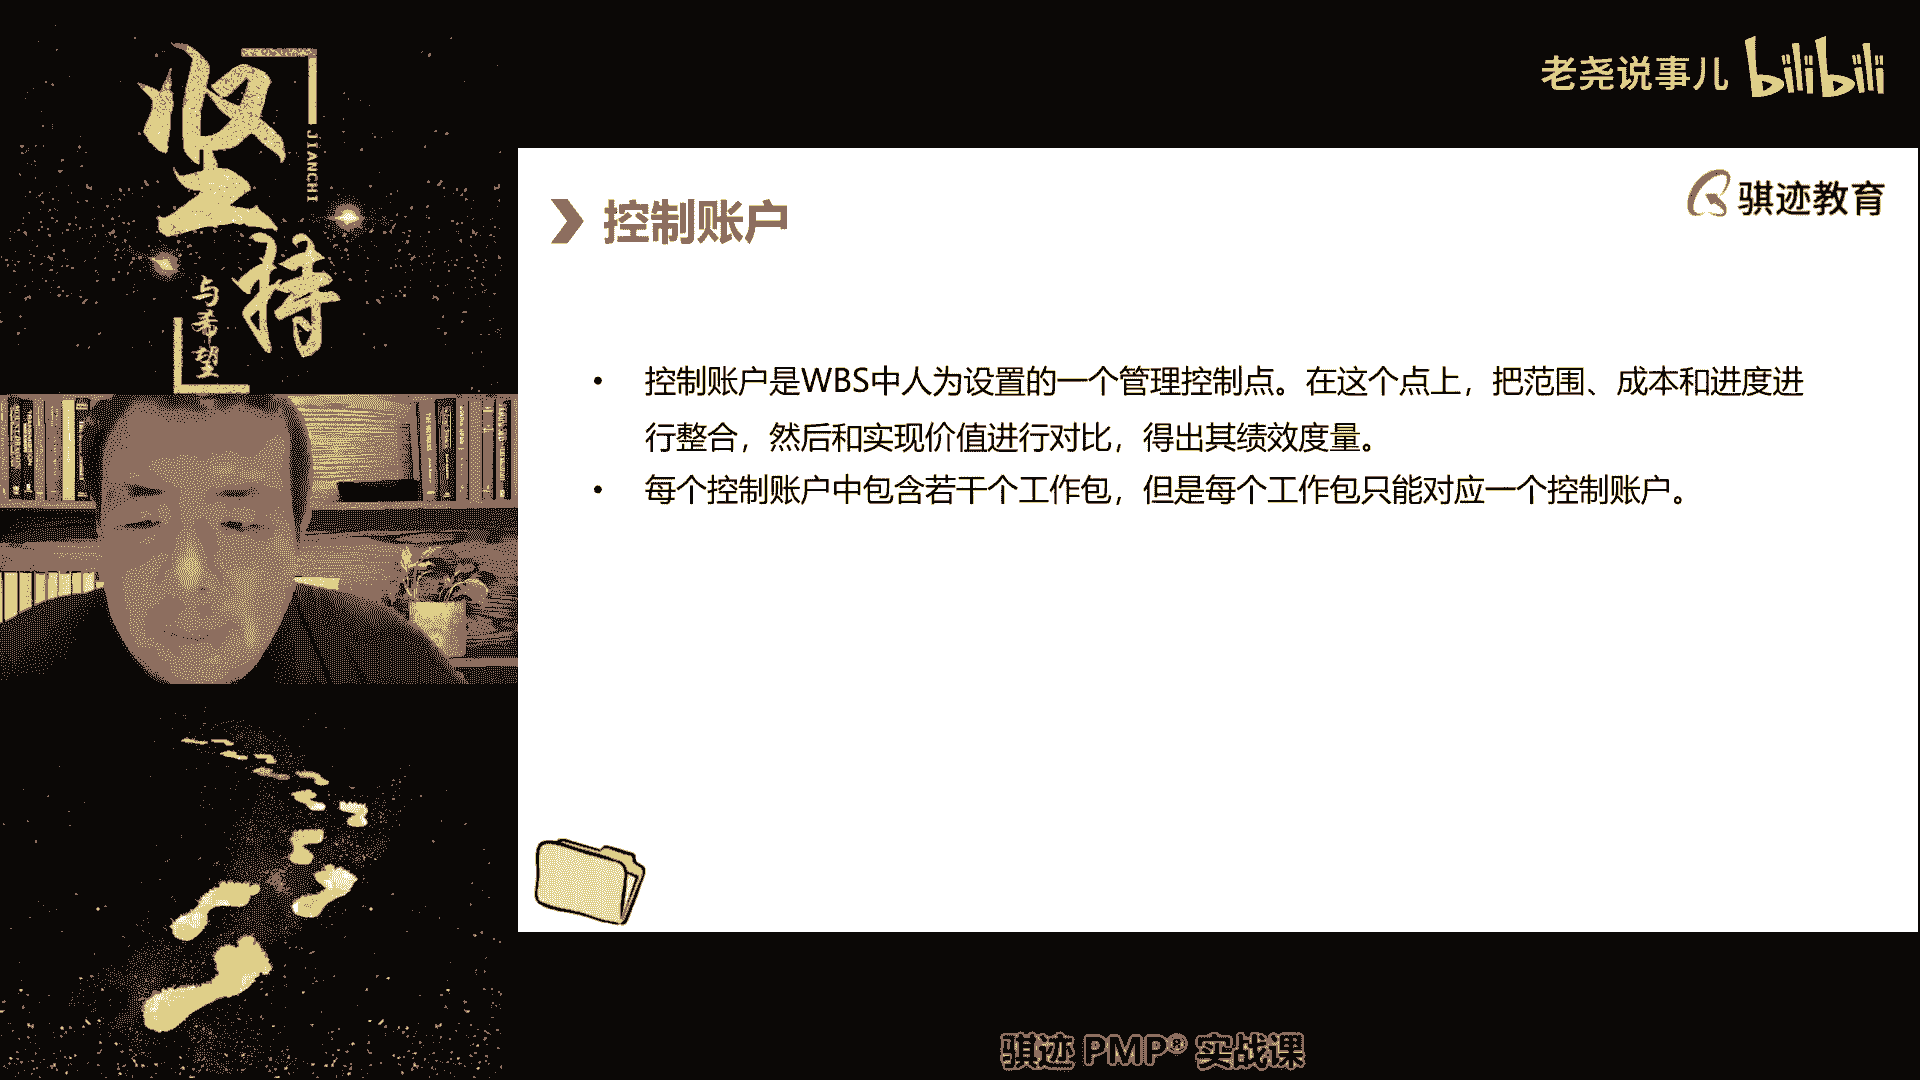 坚持
JIANCHI
与希望
老尧说事儿 bilibili
骐迹教育
控制账户
• 控制账户是WBS中人为设置的一个管理控制点。在这个点上，把范围、成本和进度进
行整合，然后和实现价值进行对比，得出其绩效度量。
• 每个控制账户中包含若干个工作包，但是每个工作包只能对应一个控制账户。
骐迹 PMP® 实战课